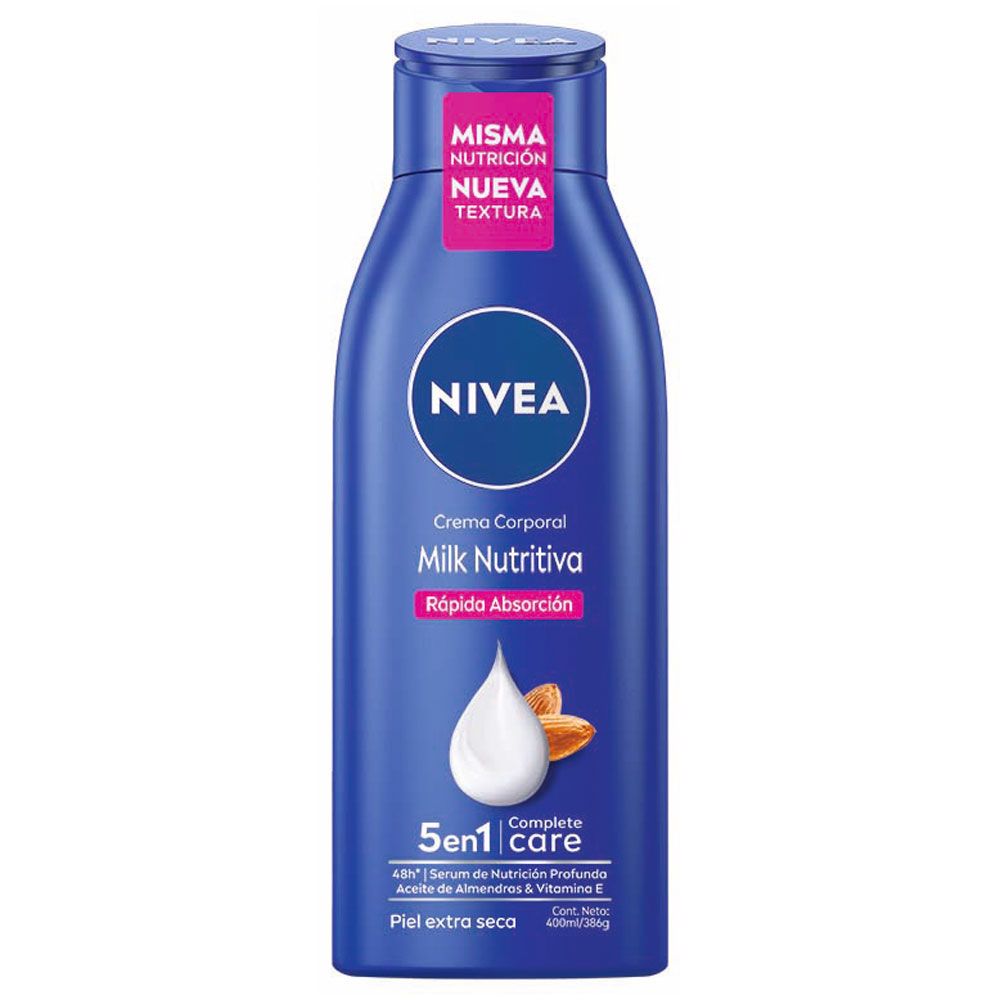 NIVEA
MISMA
NUTRICIÓN
NUEVA
TEXTURA
NIVEA
Crema Corporal
Milk Nutritiva
Rápida Absorción
5en1 | Complete care
48h* | Serum de Nutrición Profunda
Aceite de Almendras & Vitamina E
Piel extra seca
Cont. Neto:
400ml/386g